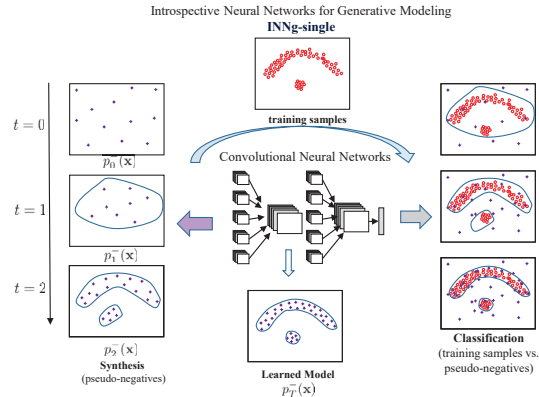 Introspective Neural Networks for Generative Modeling
INNg-single
training samples
t=0
p₀⁻(x)
Convolutional Neural Networks
t=1
p₁⁻(x)
t=2
p₂⁻(x)
Synthesis
(pseudo-negatives)
Learned Model
p_T⁻(x)
Classification
(training samples vs.
pseudo-negatives)